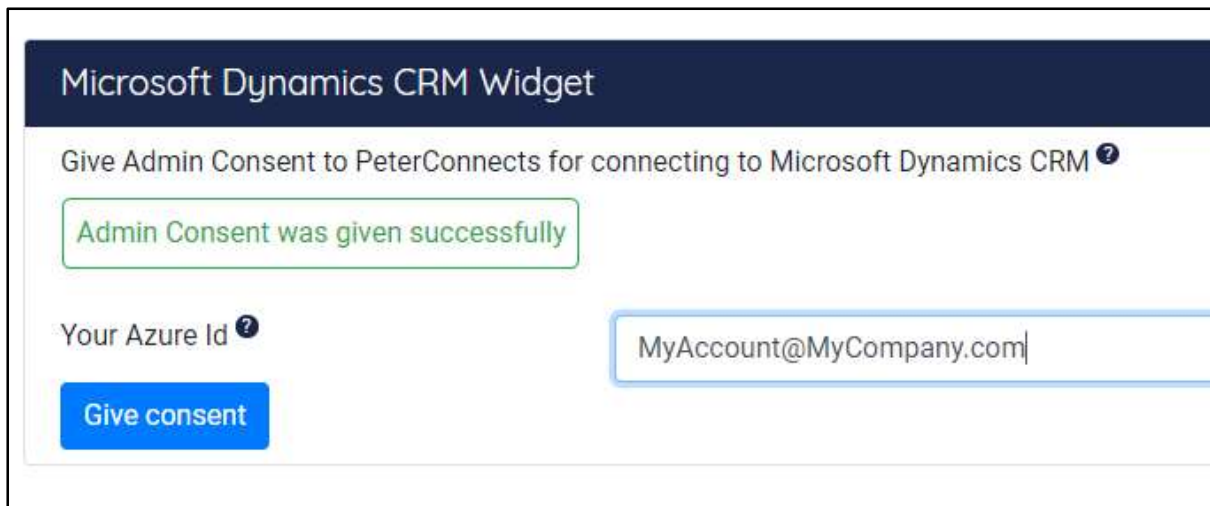 Microsoft Dynamics CRM Widget
Give Admin Consent to PeterConnects for connecting to Microsoft Dynamics CRM ?
Admin Consent was given successfully
Your Azure Id ?
MyAccount@MyCompany.com
Give consent